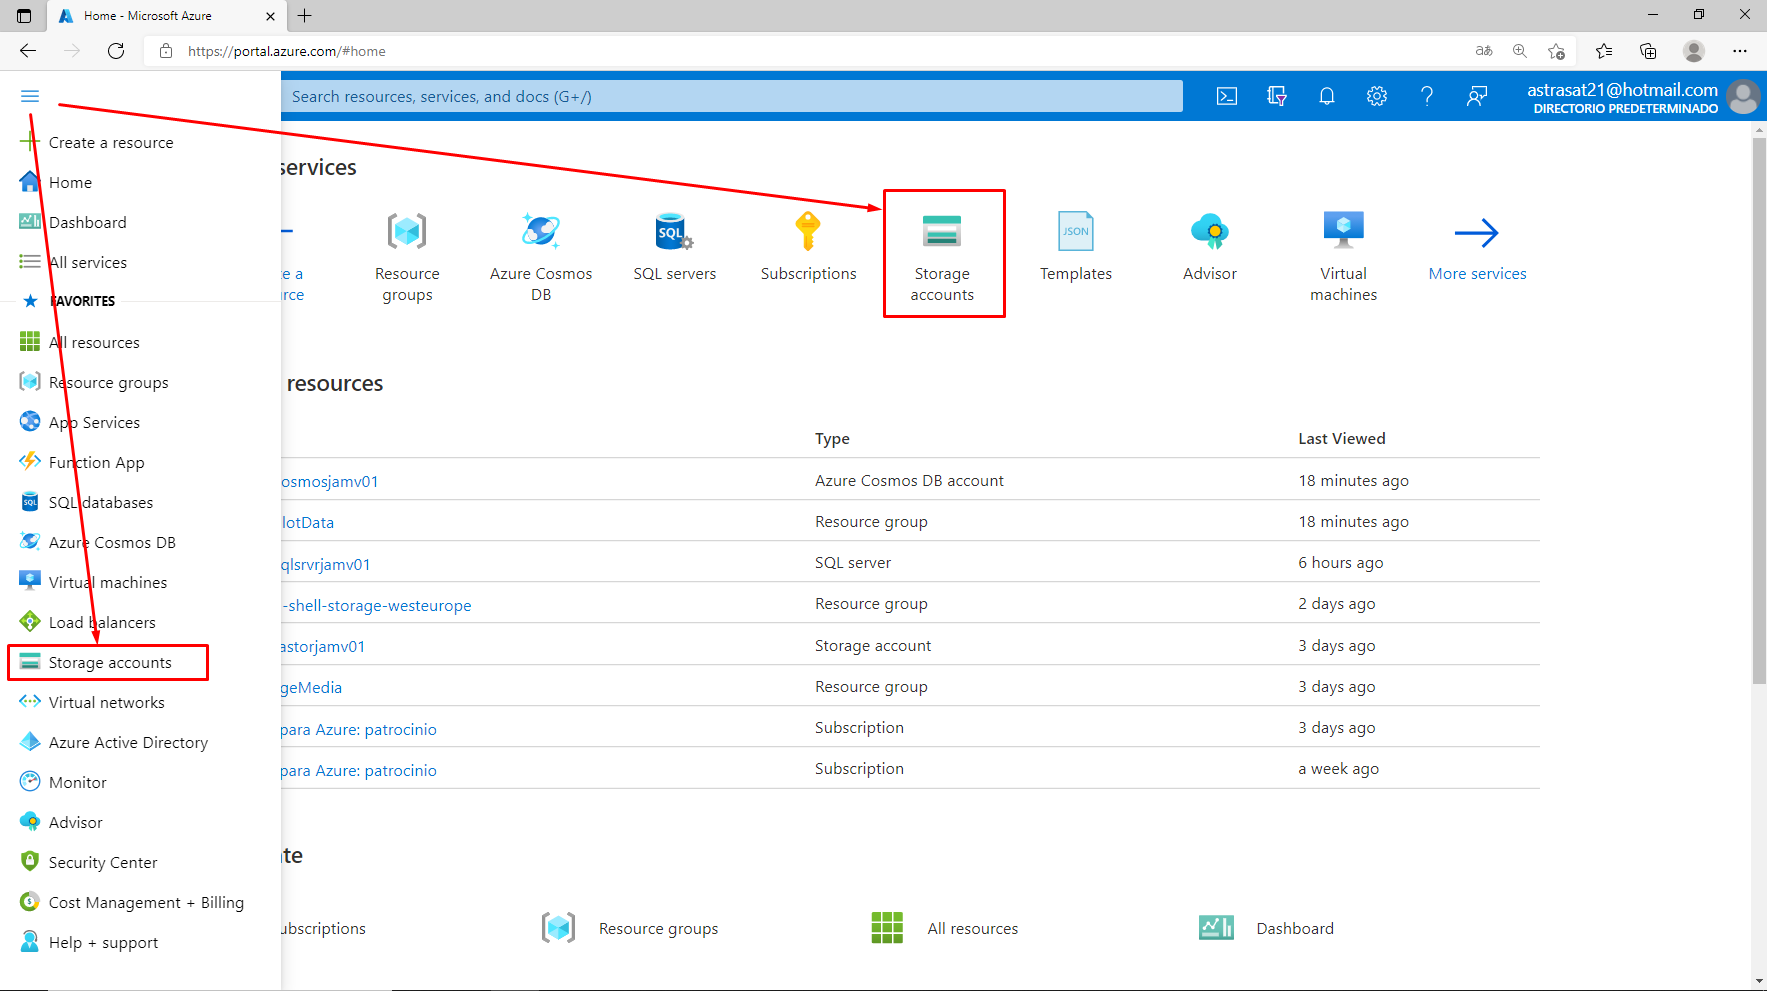 Home - Microsoft Azure
https://portal.azure.com/#home
Search resources, services, and docs (G+/)
astrasat21@hotmail.com
DIRECTORIO PREDETERMINADO
Create a resource
Home
Dashboard
All services
FAVORITES
All resources
Resource groups
App Services
Function App
SQL databases
Azure Cosmos DB
Virtual machines
Load balancers
Storage accounts
Virtual networks
Azure Active Directory
Monitor
Advisor
Security Center
Cost Management + Billing
Help + support
services
e a
rce
Resource
groups
Azure Cosmos
DB
SQL
SQL servers
Subscriptions
Storage
accounts
JSON
Templates
Advisor
Virtual
machines
More services
resources
Type
Last Viewed
osmosjamv01
Azure Cosmos DB account
18 minutes ago
lotData
Resource group
18 minutes ago
qlsrvrjamv01
SQL server
6 hours ago
-shell-storage-westeurope
Resource group
2 days ago
astorjamv01
Storage account
3 days ago
geMedia
Resource group
3 days ago
para Azure: patrocinio
Subscription
3 days ago
para Azure: patrocinio
Subscription
a week ago
te
ubscriptions
Resource groups
All resources
Dashboard